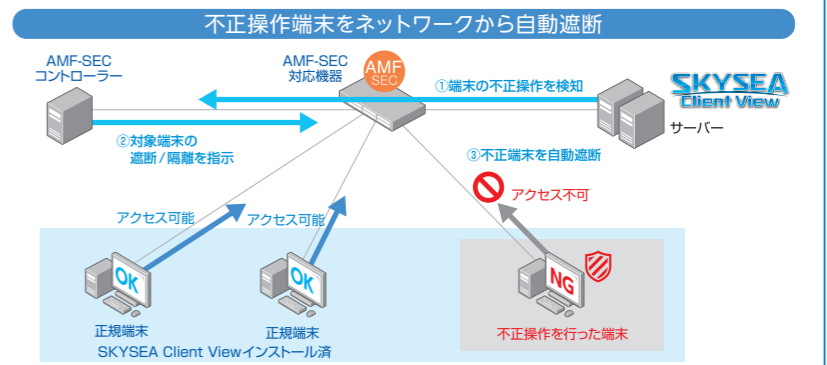 不正操作端末をネットワークから自動遮断
AMF-SEC
コントローラー
AMF-SEC
対応機器
AMF
SEC
①端末の不正操作を検知
SKYSEA
Client View
サーバー
②対象端末の
遮断/隔離を指示
③不正端末を自動遮断
アクセス不可
アクセス可能
アクセス可能
OK
OK
NG
正規端末
正規端末
不正操作を行った端末
SKYSEA Client Viewインストール済